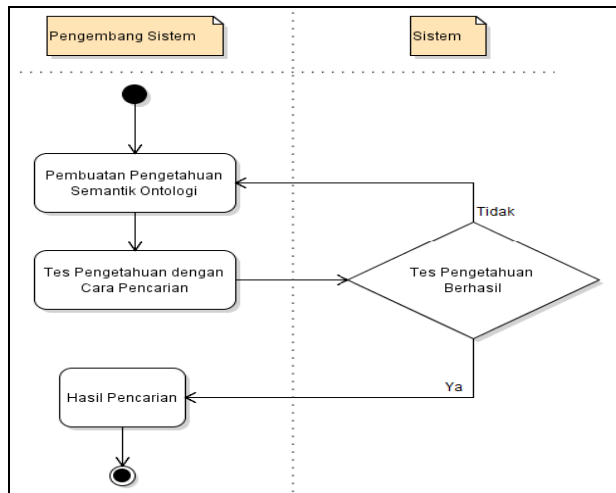 Pengembang Sistem
Sistem
Pembuatan Pengetahuan
Semantik Ontologi
Tidak
Tes Pengetahuan dengan
Cara Pencarian
Tes Pengetahuan
Berhasil
Ya
Hasil Pencarian